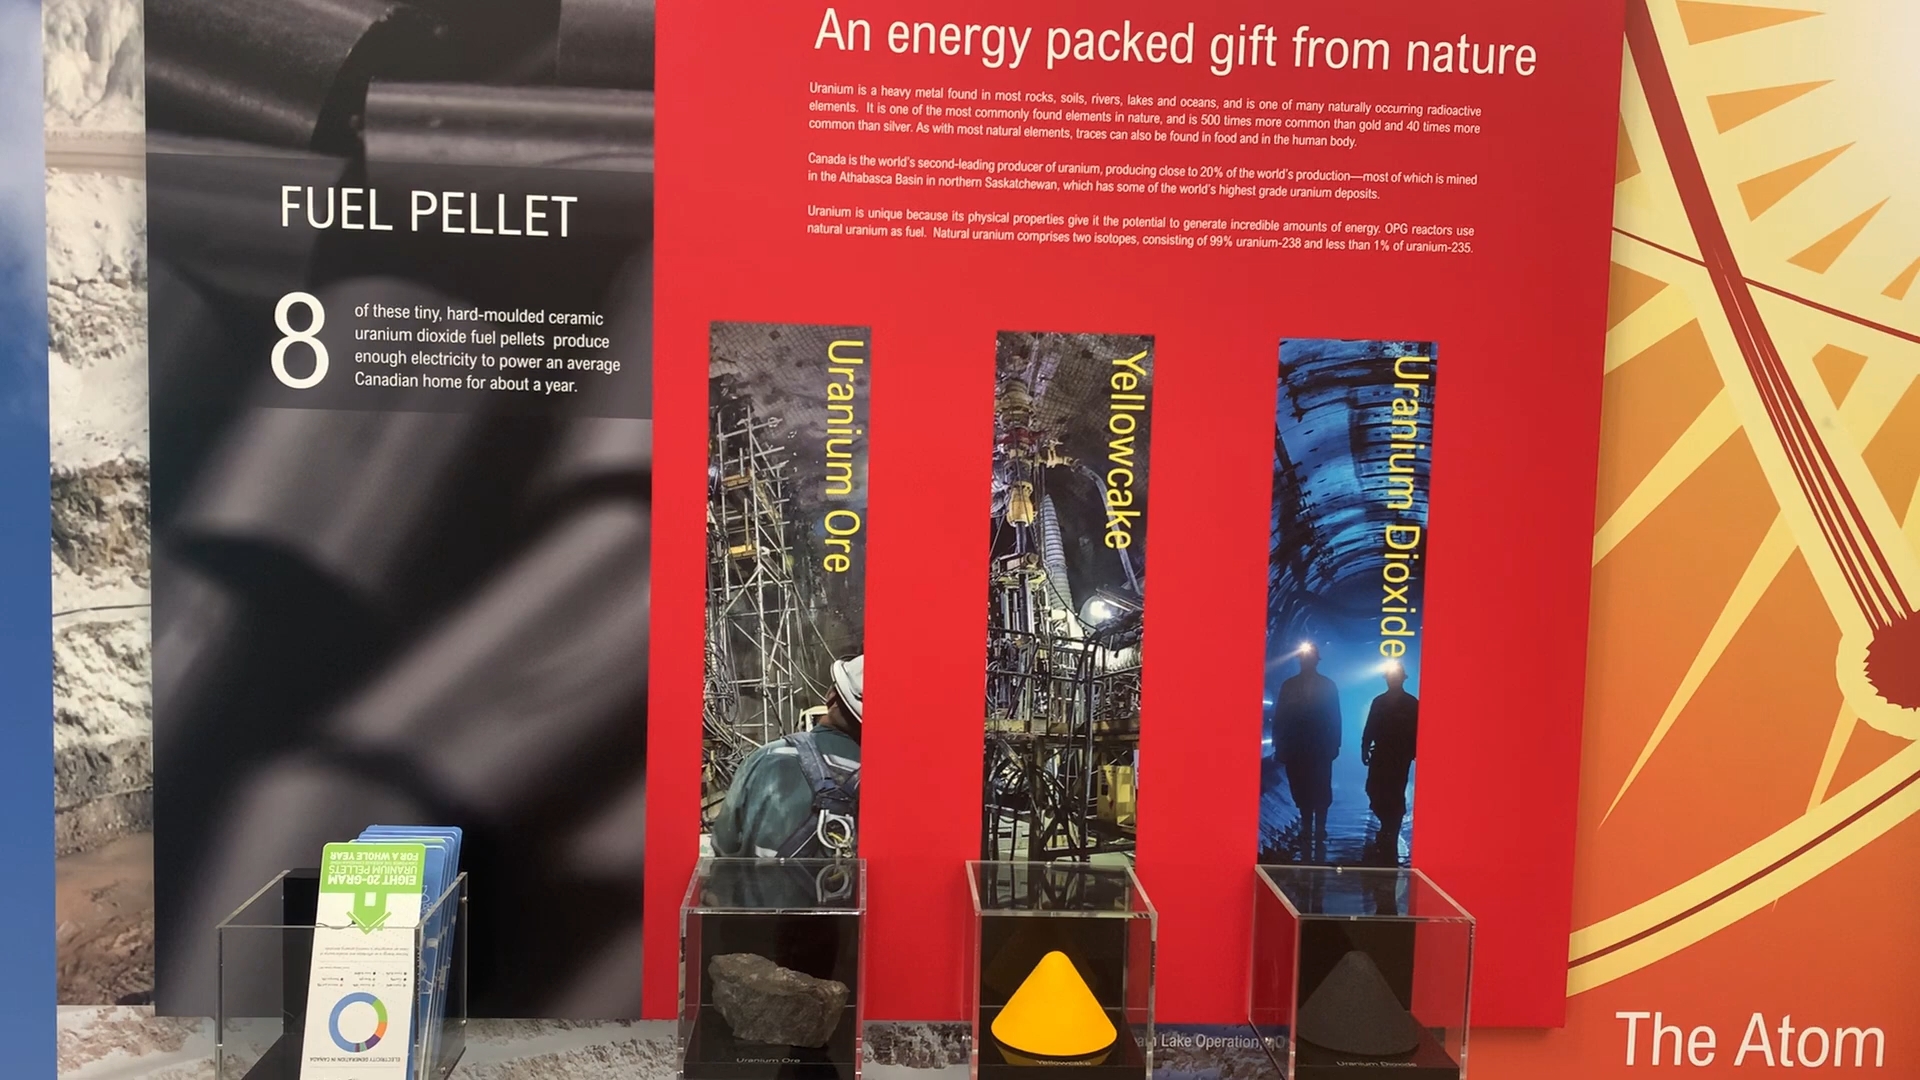 FUEL PELLET
8
of these tiny, hard-moulded ceramic
uranium dioxide fuel pellets produce
enough electricity to power an average
Canadian home for about a year.
An energy packed gift from nature
Uranium is a heavy metal found in most rocks, soils, rivers, lakes and oceans, and is one of many naturally occurring radioactive
elements. It is one of the most commonly found elements in nature, and is 500 times more common than gold and 40 times more
common than silver. As with most natural elements, traces can also be found in food and in the human body.
Canada is the world's second-leading producer of uranium, producing close to 20% of the world's production—most of which is mined
in the Athabasca Basin in northern Saskatchewan, which has some of the world's highest grade uranium deposits.
Uranium is unique because its physical properties give it the potential to generate incredible amounts of energy. OPG reactors use
natural uranium as fuel. Natural uranium comprises two isotopes, consisting of 99% uranium-238 and less than 1% of uranium-235.
Uranium Ore
Yellowcake
Uranium Dioxide
EIGHT 20-GRAM
URANIUM PELLETS
FOR A WHOLE YEAR
ELECTRICITY GENERATION IN CANADA
Uranium Ore
Yellowcake
Lake Operation,
Uranium Dioxide
The Atom